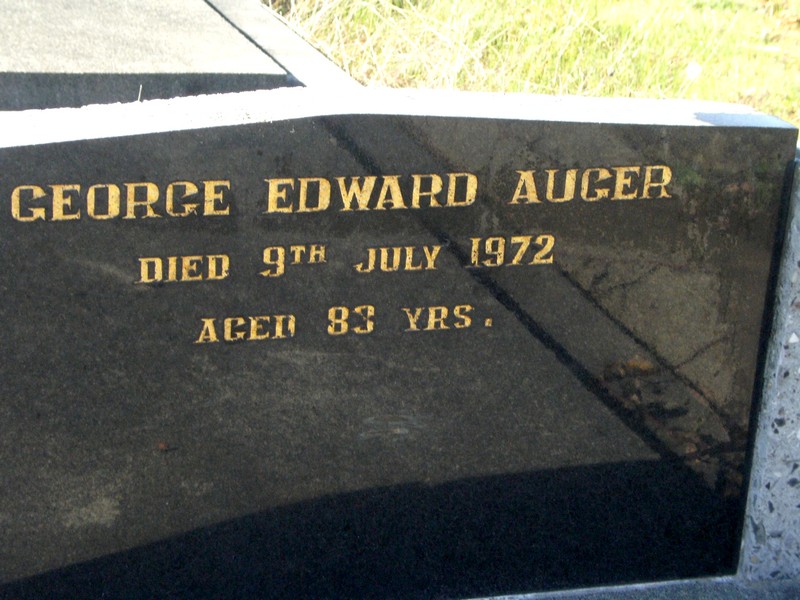 GEORGE EDWARD AUGER
DIED 9TH JULY 1972
AGED 83 YRS.